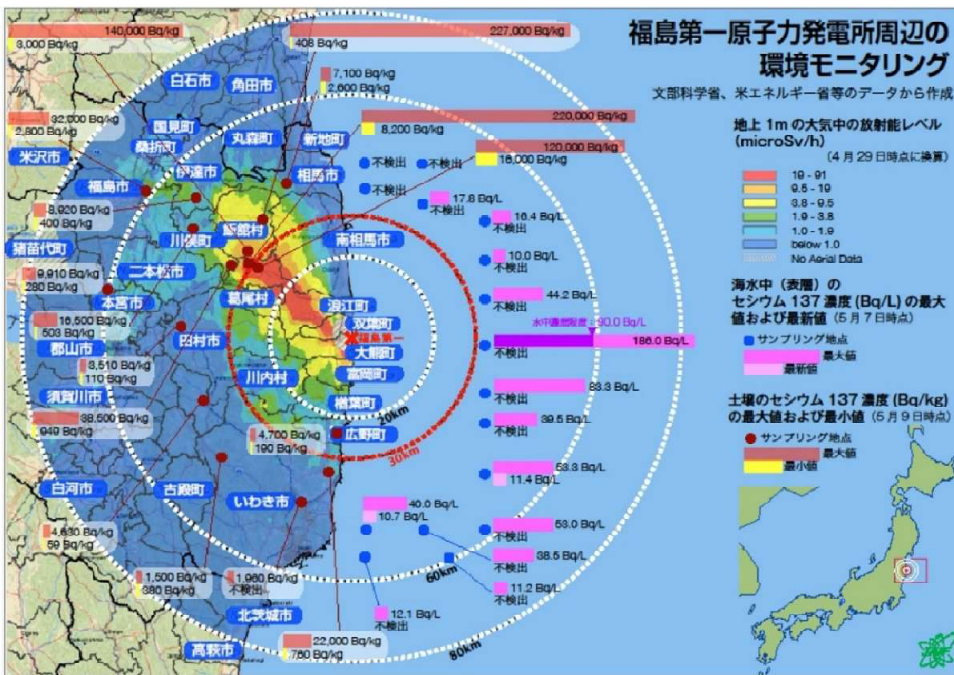 福島第一原子力発電所周辺の
環境モニタリング
文部科学省、米エネルギー省等のデータから作成
地上1mの大気中の放射能レベル
(microSv/h)
(4月29日時点に換算)
19 - 91
9.5 - 19
3.8 - 9.5
1.9 - 3.8
1.0 - 1.9
below 1.0
No Aerial Data
海水中(表層)の
セシウム137濃度(Bq/L)の最大
値および最新値(5月7日時点)
サンプリング地点
最大値
最新値
土壌のセシウム137濃度(Bq/kg)
の最大値および最小値(5月9日時点)
サンプリング地点
最大値
最小値
140,000 Bq/kg
3,000 Bq/kg
227,000 Bq/kg
408 Bq/kg
7,100 Bq/kg
2,600 Bq/kg
32,000 Bq/kg
2,800 Bq/kg
220,000 Bq/kg
8,200 Bq/kg
120,000 Bq/kg
16,000 Bq/kg
8,920 Bq/kg
400 Bq/kg
9,910 Bq/kg
280 Bq/kg
16,500 Bq/kg
503 Bq/kg
3,510 Bq/kg
110 Bq/kg
38,500 Bq/kg
949 Bq/kg
4,700 Bq/kg
190 Bq/kg
4,630 Bq/kg
59 Bq/kg
1,500 Bq/kg
380 Bq/kg
1,960 Bq/kg
不検出
22,000 Bq/kg
760 Bq/kg
白石市
角田市
国見町
桑折町
丸森町
新地町
米沢市
伊達市
相馬市
福島市
川俣町
飯舘村
南相馬市
猪苗代町
二本松市
本宮市
葛尾村
浪江町
双葉町
福島第一
大熊町
郡山市
田村市
川内村
富岡町
楢葉町
須賀川市
広野町
白河市
古殿町
いわき市
北茨城市
高萩市
20km
30km
60km
80km
不検出
不検出
不検出
17.8 Bq/L
不検出
16.4 Bq/L
不検出
10.0 Bq/L
不検出
44.2 Bq/L
不検出
水中濃度限度:90.0 Bq/L
186.0 Bq/L
不検出
83.3 Bq/L
不検出
39.5 Bq/L
不検出
53.3 Bq/L
11.4 Bq/L
40.0 Bq/L
10.7 Bq/L
53.0 Bq/L
不検出
38.5 Bq/L
不検出
11.2 Bq/L
不検出
12.1 Bq/L
不検出